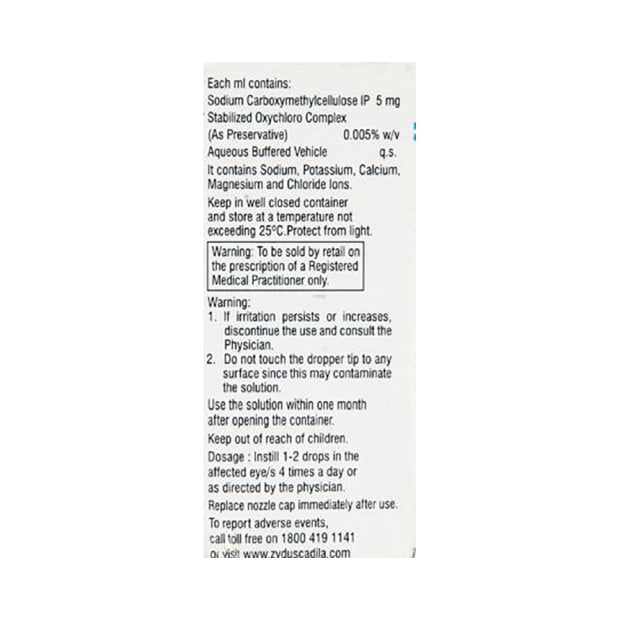 Each ml contains:
Sodium Carboxymethylcellulose IP 5 mg
Stabilized Oxychloro Complex
(As Preservative) 0.005% w/v
Aqueous Buffered Vehicle q.s.
It contains Sodium, Potassium, Calcium,
Magnesium and Chloride Ions.
Keep in well closed container
and store at a temperature not
exceeding 25°C.Protect from light.
Warning: To be sold by retail on
the prescription of a Registered
Medical Practitioner only.
Warning:
1. If irritation persists or increases,
discontinue the use and consult the
Physician.
2. Do not touch the dropper tip to any
surface since this may contaminate
the solution.
Use the solution within one month
after opening the container.
Keep out of reach of children.
Dosage : Instill 1-2 drops in the
affected eye/s 4 times a day or
as directed by the physician.
Replace nozzle cap immediately after use.
To report adverse events,
call toll free on 1800 419 1141
or visit www.zyduscadila.com